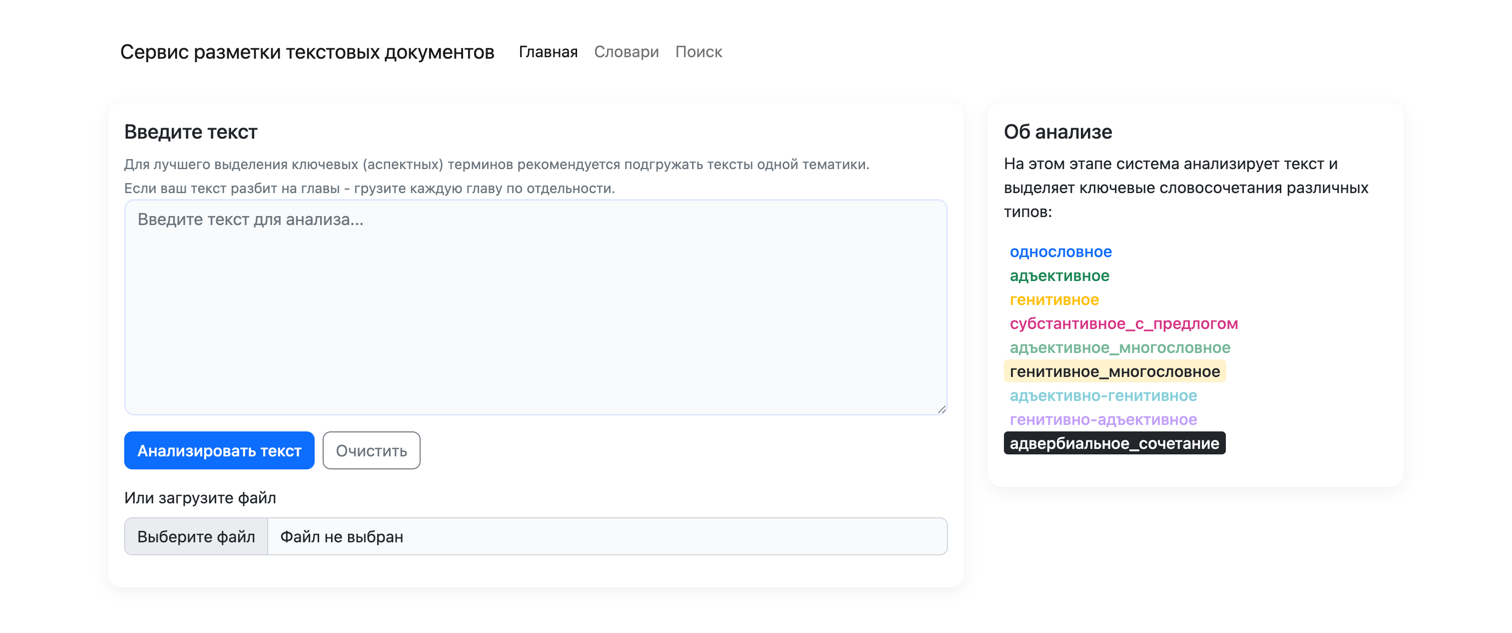 Сервис разметки текстовых документов Главная Словари Поиск
Введите текст
Для лучшего выделения ключевых (аспектных) терминов рекомендуется подгружать тексты одной тематики.
Если ваш текст разбит на главы - грузите каждую главу по отдельности.
Введите текст для анализа...
Анализировать текст Очистить
Или загрузите файл
Выберите файл Файл не выбран
Об анализе
На этом этапе система анализирует текст и
выделяет ключевые словосочетания различных
типов:
однословное
адъективное
генитивное
субстантивное_с_предлогом
адъективное_многословное
генитивное_многословное
адъективно-генитивное
генитивно-адъективное
адвербиальное_сочетание